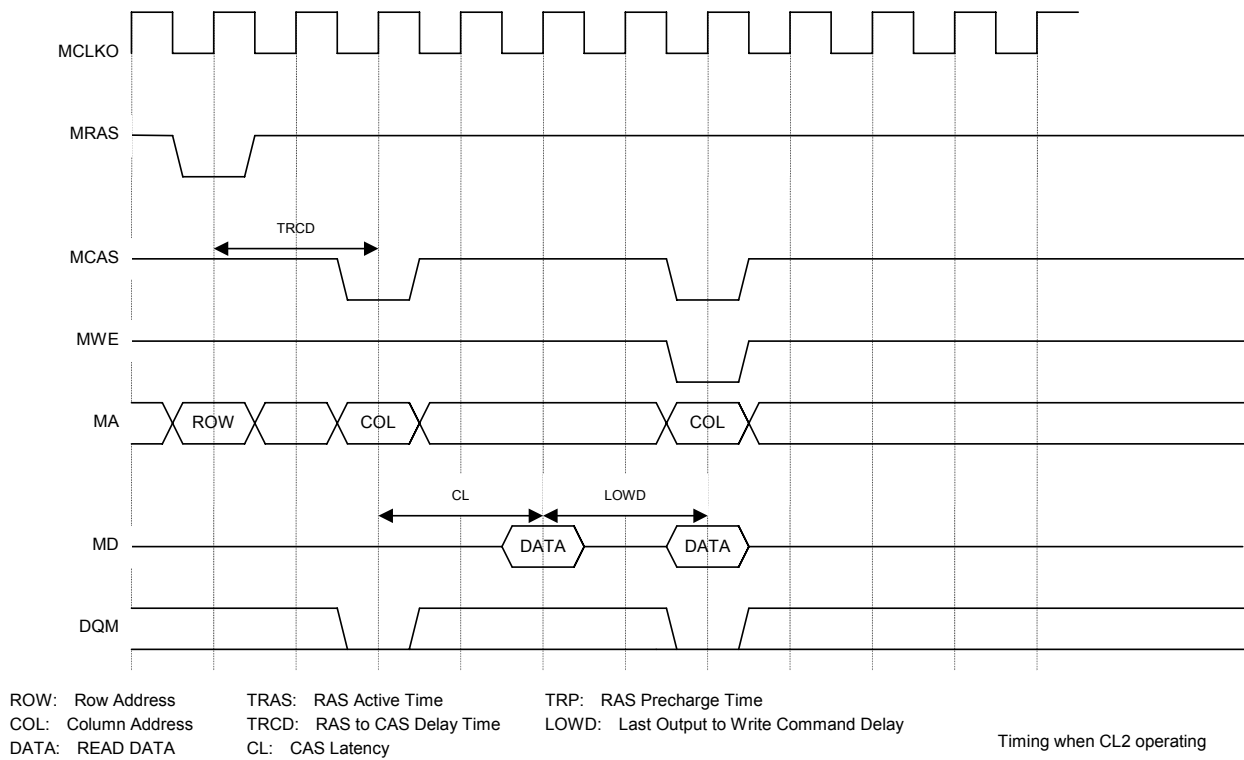 MCLKO
MRAS
TRCD
MCAS
MWE
MA ROW COL COL
CL LOWD
MD DATA DATA
DQM
ROW: Row Address TRAS: RAS Active Time TRP: RAS Precharge Time
COL: Column Address TRCD: RAS to CAS Delay Time LOWD: Last Output to Write Command Delay
DATA: READ DATA CL: CAS Latency Timing when CL2 operating